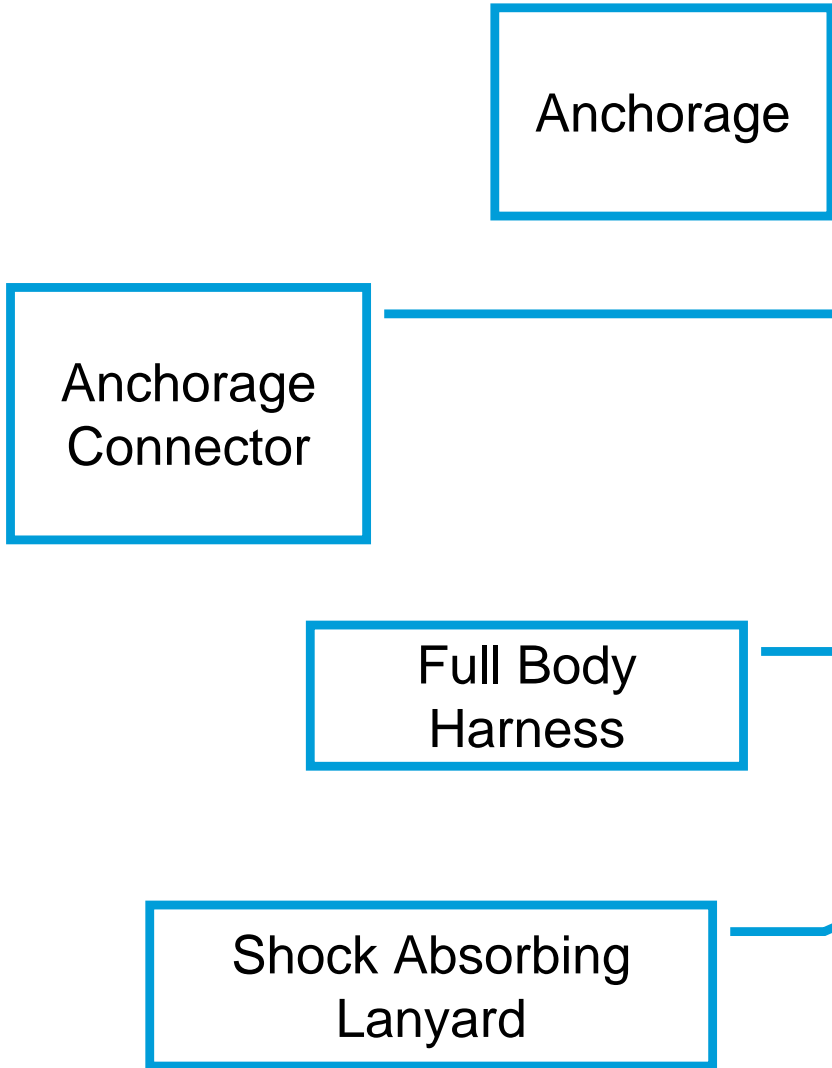 Anchorage
Anchorage
Connector
Full Body
Harness
Shock Absorbing
Lanyard